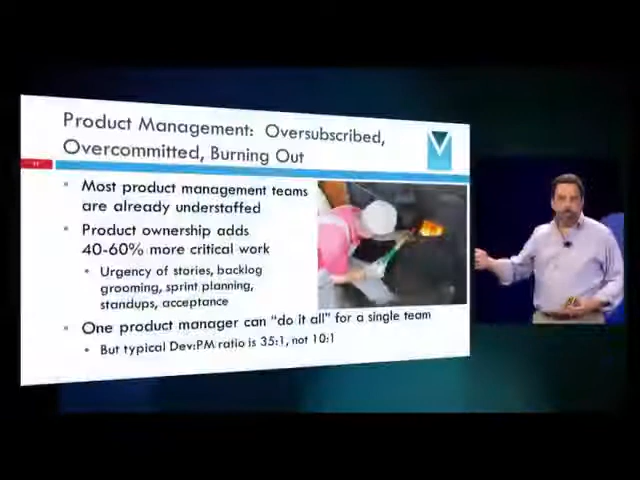 Product Management: Oversubscribed,
Overcommitted, Burning Out
Most product management teams
are already understaffed
Product ownership adds
40-60% more critical work
Urgency of stories, backlog
grooming, sprint planning,
standups, acceptance
One product manager can “do it all” for a single team
But typical Dev:PM ratio is 35:1, not 10:1